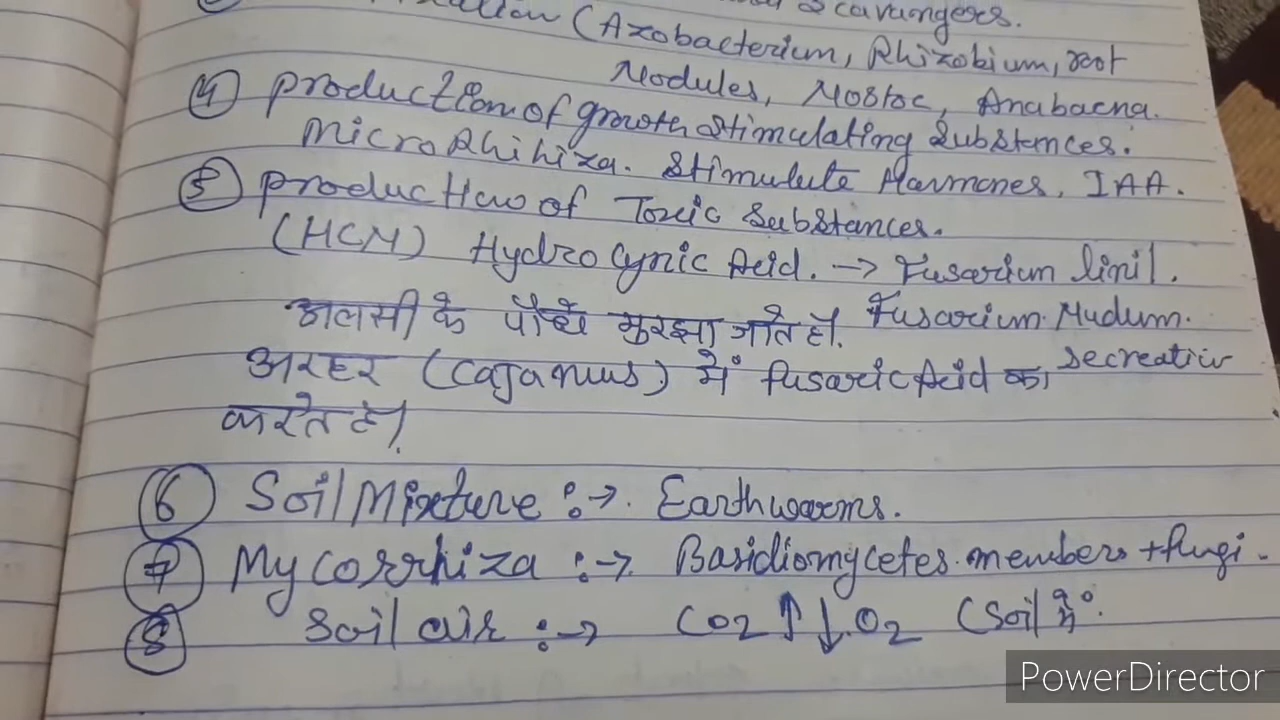 Scavangers.
(Azobacterium, Rhizobium, root
Nodules, Nostoc, Anabaena.
④ production of growth stimulating Substances.
MicroRhihiza. Stimulute Harmones, IAA.
⑤ production of Toxic Substances.
(HCN) Hydrocynic Acid. → Fusarium linil.
अलसी के पौधे मुरझा जाते हैं. Fusarium Mudum.
अरहर (Cajanus) में fusaric Acid का secreation
करते है।
⑥ Soil Mixture :→. Earthworms.
⑦ Mycorrhiza :→. Basidiomycetes. members + fungi.
⑧ Soil air :→ CO2 ↑ ↓ O2 (Soil में.
PowerDirector